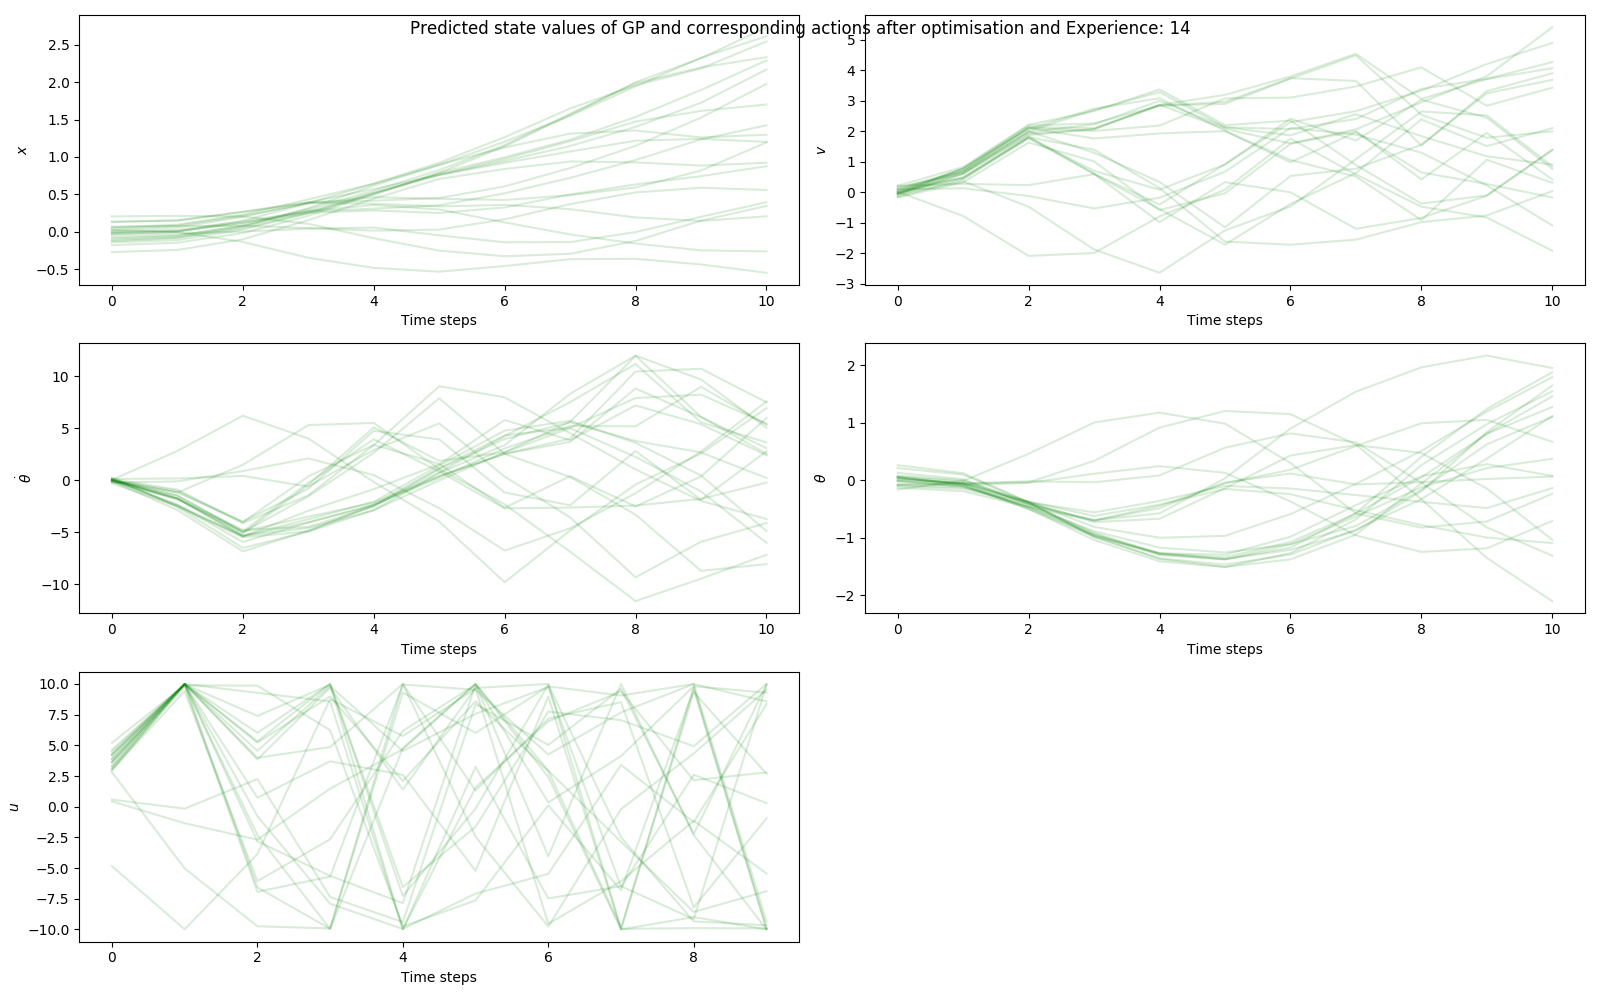 Predicted state values of GP and corresponding actions after optimisation and Experience: 14
2.5
2.0
1.5
1.0
0.5
0.0
−0.5
x
0 2 4 6 8 10
Time steps
5
4
3
2
1
0
−1
−2
−3
v
0 2 4 6 8 10
Time steps
10
5
0
−5
−10
θ̇
0 2 4 6 8 10
Time steps
2
1
0
−1
−2
θ
0 2 4 6 8 10
Time steps
10.0
7.5
5.0
2.5
0.0
−2.5
−5.0
−7.5
−10.0
u
0 2 4 6 8
Time steps